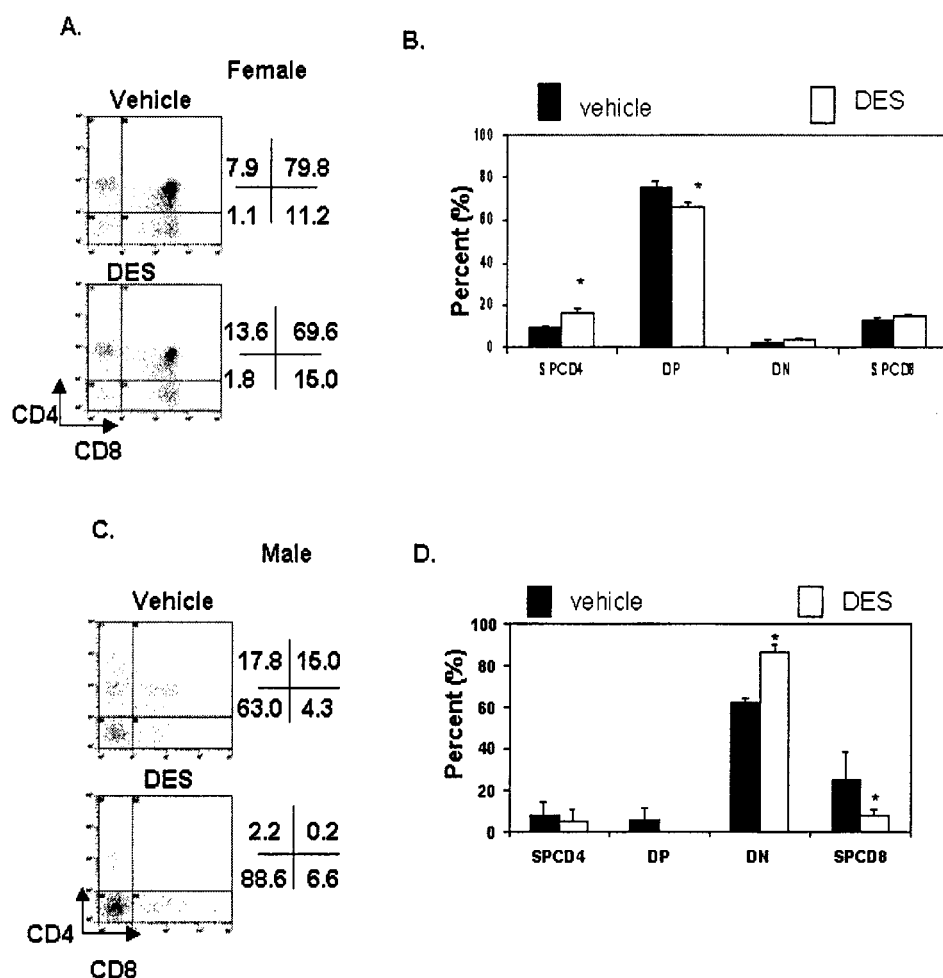 A.
Female
Vehicle
7.9 79.8
1.1 11.2
DES
13.6 69.6
1.8 15.0
CD4
CD8
B.
vehicle DES
Percent (%)
100
80
60
40
20
0
*
*
SPCD4 DP DN SPCD8
C.
Male
Vehicle
17.8 15.0
63.0 4.3
DES
2.2 0.2
88.6 6.6
CD4
CD8
D.
vehicle DES
Percent (%)
100
80
60
40
20
0
*
*
SPCD4 DP DN SPCD8